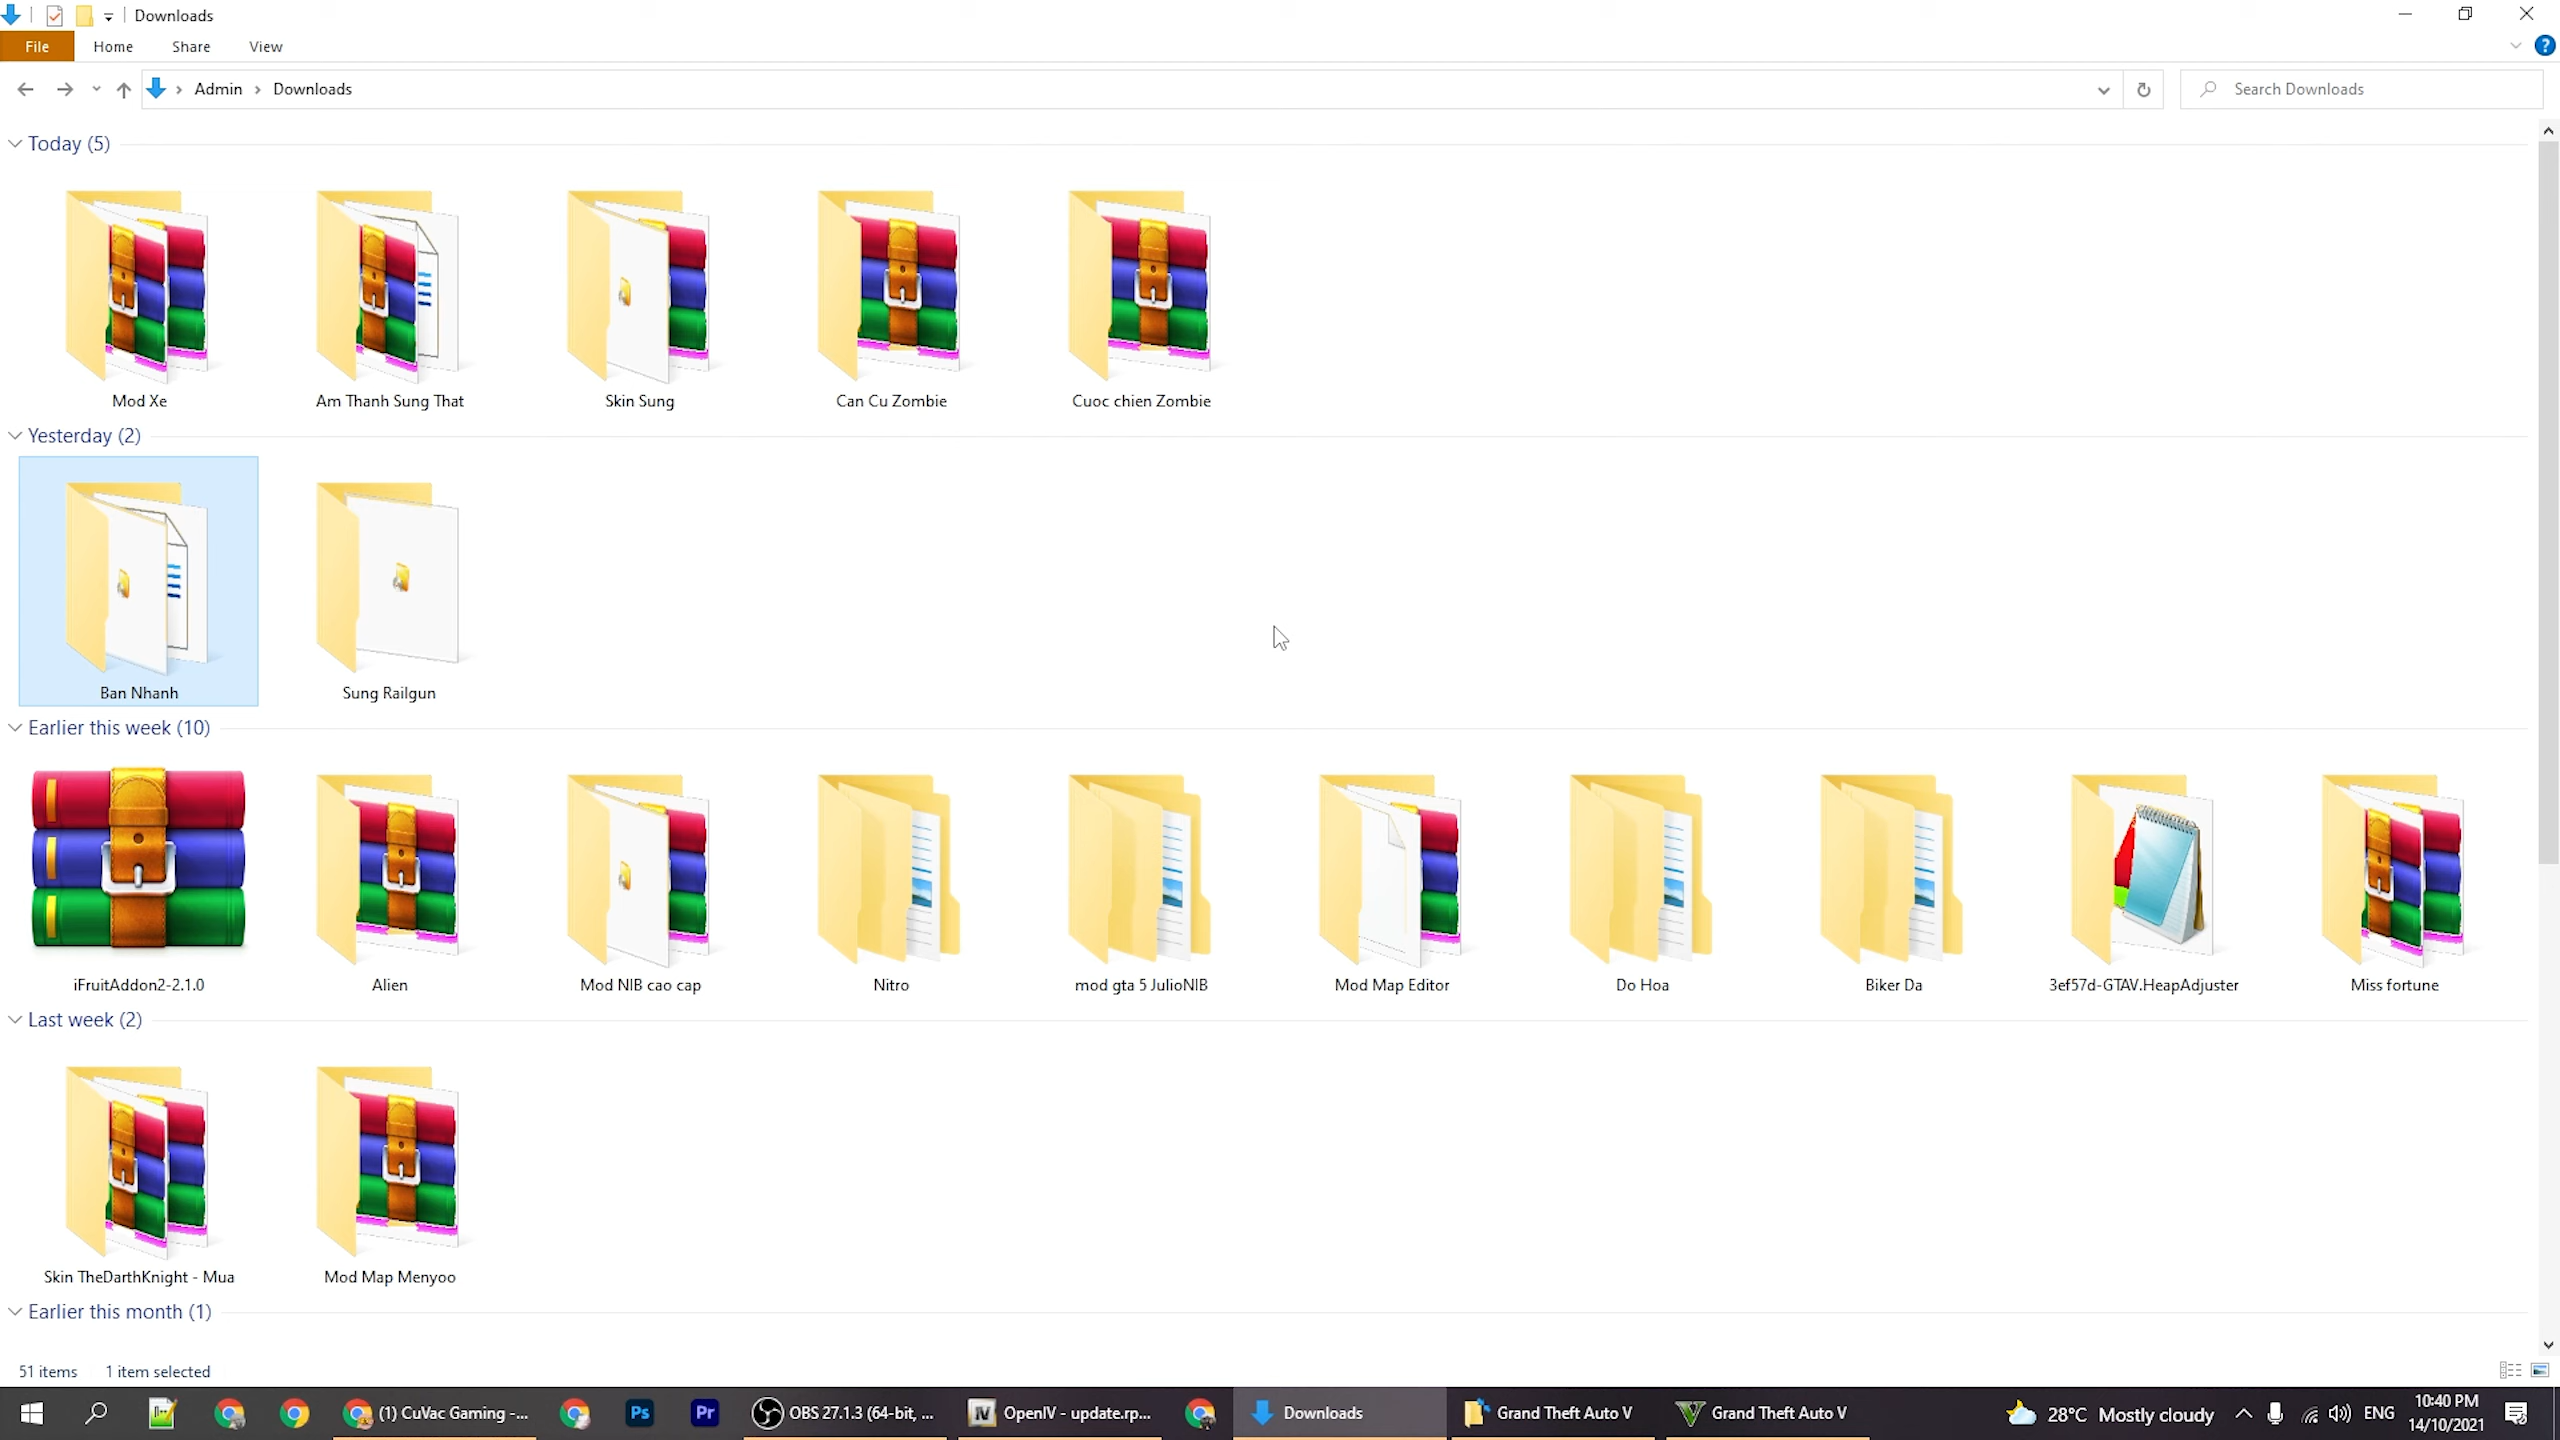 Downloads
File Home Share View
Admin Downloads
Search Downloads
Today (5)
Mod Xe
Am Thanh Sung That
Skin Sung
Can Cu Zombie
Cuoc chien Zombie
Yesterday (2)
Ban Nhanh
Sung Railgun
Earlier this week (10)
iFruitAddon2-2.1.0
Alien
Mod NIB cao cap
Nitro
mod gta 5 JulioNIB
Mod Map Editor
Do Hoa
Biker Da
3ef57d-GTAV.HeapAdjuster
Miss fortune
Last week (2)
Skin TheDarthKnight - Mua
Mod Map Menyoo
Earlier this month (1)
51 items 1 item selected
(1) CuVac Gaming -...
Ps
Pr
OBS 27.1.3 (64-bit, ...
IV
OpenIV - update.rp...
Downloads
Grand Theft Auto V
Grand Theft Auto V
28°C Mostly cloudy
ENG
10:40 PM
14/10/2021